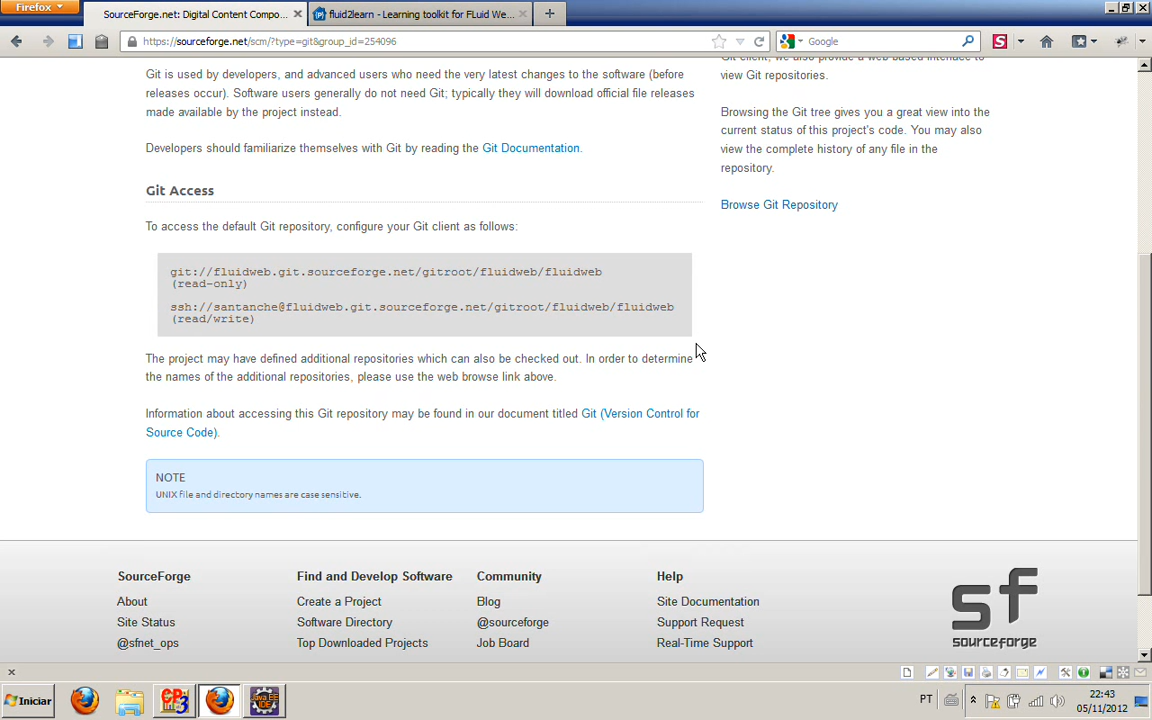 Firefox
SourceForge.net: Digital Content Compo...
fluid2learn - Learning toolkit for FLuid We...
https://sourceforge.net/scm/?type=git&group_id=254096
Google
Git is used by developers, and advanced users who need the very latest changes to the software (before
releases occur). Software users generally do not need Git; typically they will download official file releases
made available by the project instead.
Developers should familiarize themselves with Git by reading the Git Documentation.
Git Access
To access the default Git repository, configure your Git client as follows:
git://fluidweb.git.sourceforge.net/gitroot/fluidweb/fluidweb
(read-only)
ssh://santanche@fluidweb.git.sourceforge.net/gitroot/fluidweb/fluidweb
(read/write)
The project may have defined additional repositories which can also be checked out. In order to determine
the names of the additional repositories, please use the web browse link above.
Information about accessing this Git repository may be found in our document titled Git (Version Control for
Source Code).
NOTE
UNIX file and directory names are case sensitive.
Git client, we also provide a web based interface to
view Git repositories.
Browsing the Git tree gives you a great view into the
current status of this project's code. You may also
view the complete history of any file in the
repository.
Browse Git Repository
SourceForge
About
Site Status
@sfnet_ops
Find and Develop Software
Create a Project
Software Directory
Top Downloaded Projects
Community
Blog
@sourceforge
Job Board
Help
Site Documentation
Support Request
Real-Time Support
sf
sourceforge
Iniciar
Java EE
IDE
PT
22:43
05/11/2012